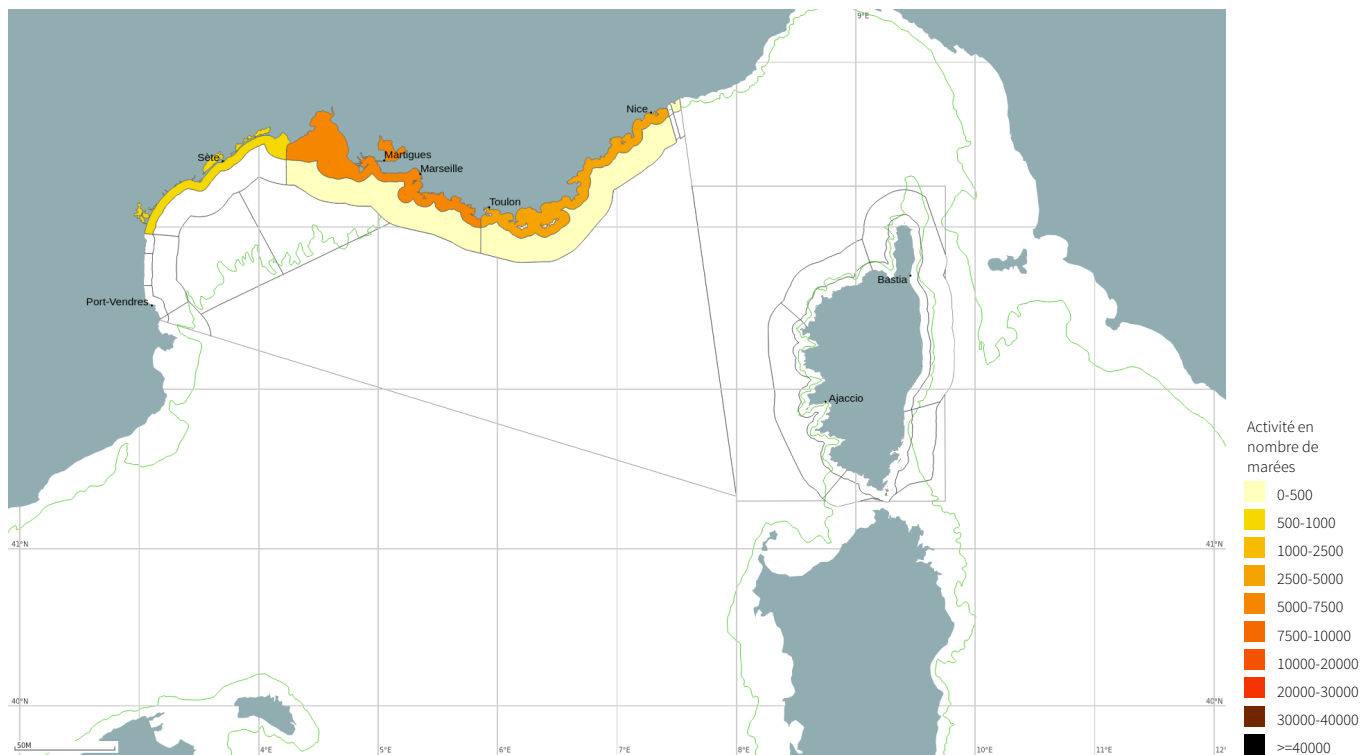 9°E
Nice
Sète
Martigues
Marseille
Toulon
Bastia
Port-Vendres
Ajaccio
Activité en
nombre de
marées
0-500
500-1000
1000-2500
2500-5000
5000-7500
7500-10000
10000-20000
20000-30000
30000-40000
>=40000
41°N
41°N
40°N
40°N
50M
4°E
5°E
6°E
7°E
8°E
10°E
11°E
12°